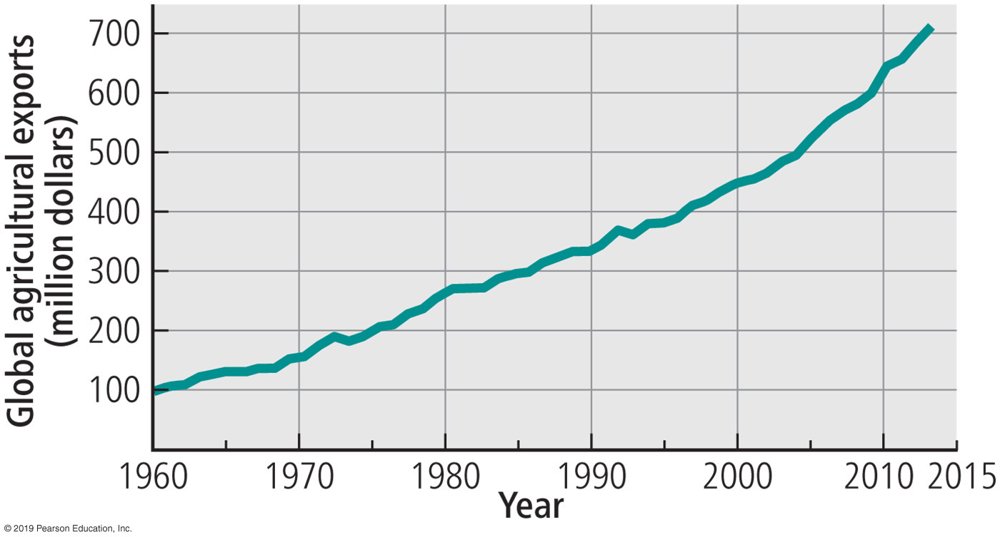 Global agricultural exports
(million dollars)
700
600
500
400
300
200
100
1960 1970 1980 1990 2000 2010 2015
Year
© 2019 Pearson Education, Inc.